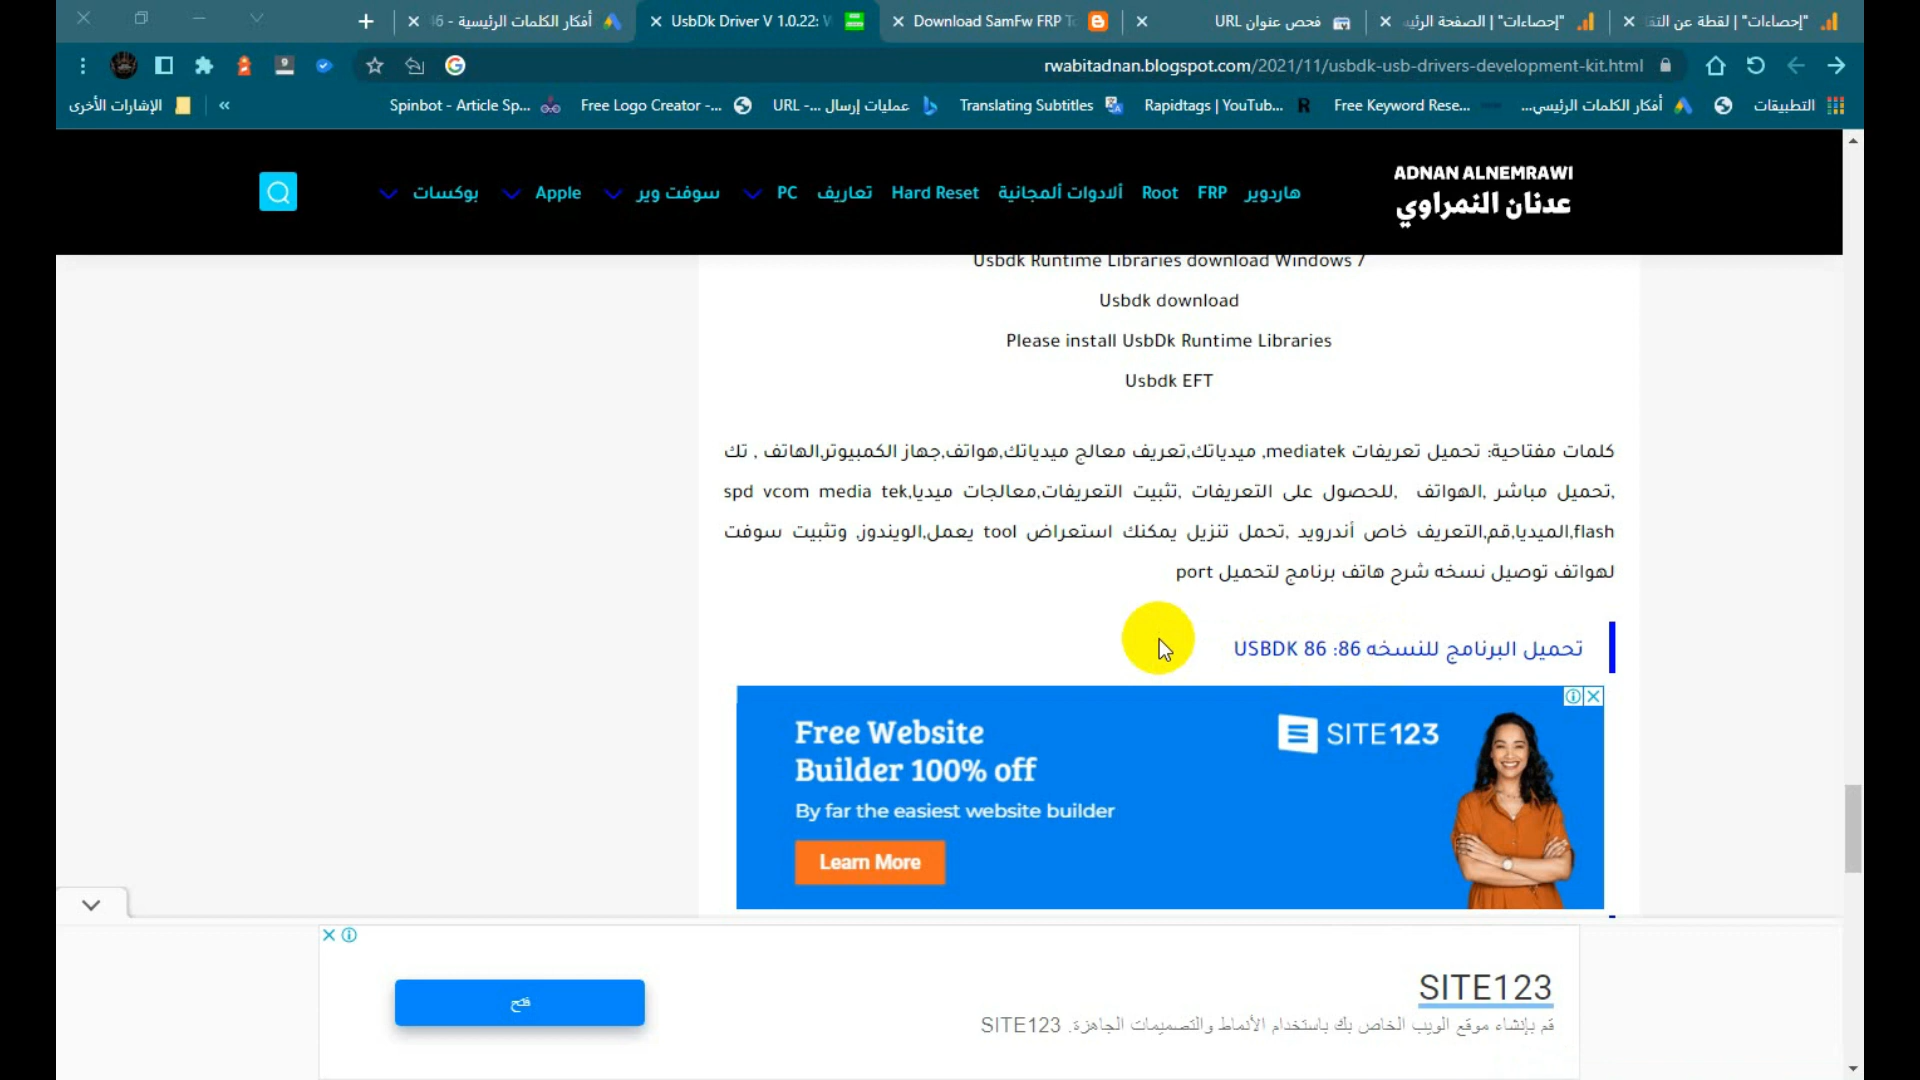 "إحصاءات" | لقطة عن
"إحصاءات" | الصفحة
فحص عنوان URL
Download SamFw FRP
UsbDk Driver V 1.0.22:
أفكار الكلمات الرئيسية -
rwabitadnan.blogspot.com/2021/11/usbdk-usb-drivers-development-kit.html
التطبيقات
أفكار الكلمات الرئيسي...
Free Keyword Rese...
Rapidtags | YouTub...
Translating Subtitles
عمليات إرسال ...- URL
Free Logo Creator -...
Spinbot - Article Sp...
الإشارات الأخرى
ADNAN ALNEMRAWI
عدنان النمراوي
هاردوير FRP Root ألادوات ألمجانية Hard Reset تعاريف PC سوفت وير Apple بوكسات
Usbdk Runtime Libraries download Windows 7
Usbdk download
Please install UsbDk Runtime Libraries
Usbdk EFT
كلمات مفتاحية: تحميل تعريفات mediatek, ميدياتك,تعريف معالج ميدياتك,هواتف,جهاز الكمبيوتر,الهاتف , تك
,تحميل مباشر ,الهواتف ,للحصول على التعريفات ,تثبيت التعريفات,معالجات ميديا,spd vcom media tek
flash,الميديا,قم,التعريف خاص أندرويد ,تحمل تنزيل يمكنك استعراض tool يعمل,الويندوز, وتثبيت سوفت
لهواتف توصيل نسخه شرح هاتف برنامج لتحميل port
تحميل البرنامج للنسخه 86: USBDK 86
Free Website
Builder 100% off
By far the easiest website builder
Learn More
SITE123
SITE123
قم بإنشاء موقع الويب الخاص بك باستخدام الأنماط والتصميمات الجاهزة. SITE123
فتح